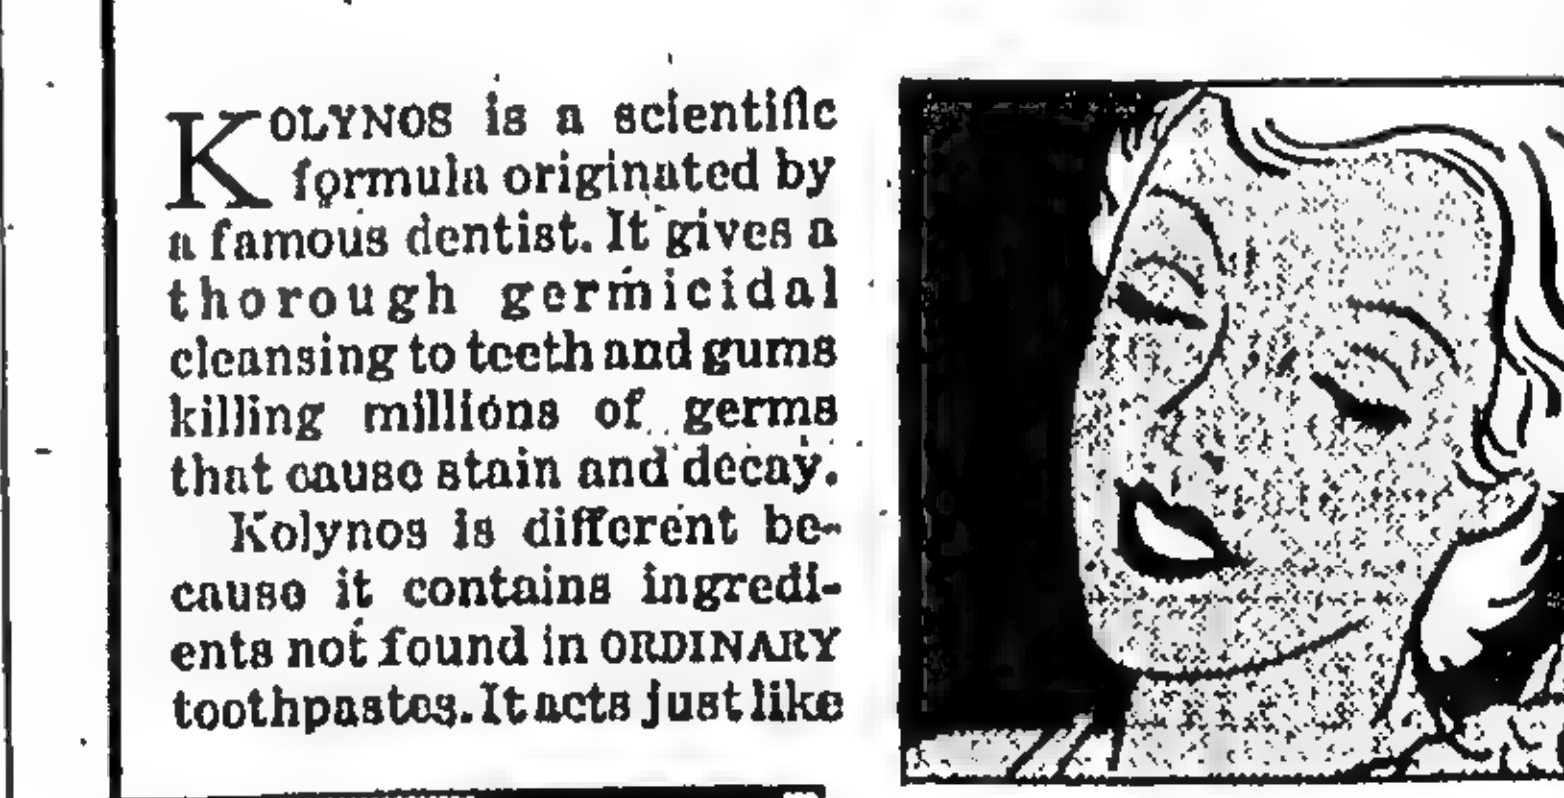 KOLYNOS is a scientific
formula originated by
a famous dentist. It gives a
thorough germicidal
cleansing to teeth and gums
killing millions of germs
that cause stain and decay.
Kolynos is different be-
cause it contains ingredi-
ents not found in ORDINARY
toothpastes. It acts just like